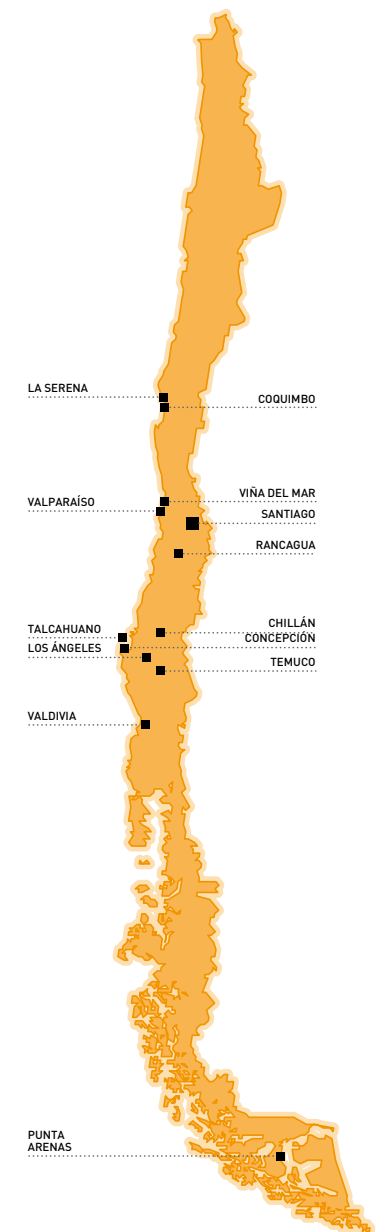 LA SERENA
COQUIMBO
VIÑA DEL MAR
VALPARAÍSO
SANTIAGO
RANCAGUA
CHILLÁN
TALCAHUANO
CONCEPCIÓN
LOS ÁNGELES
TEMUCO
VALDIVIA
PUNTA
ARENAS